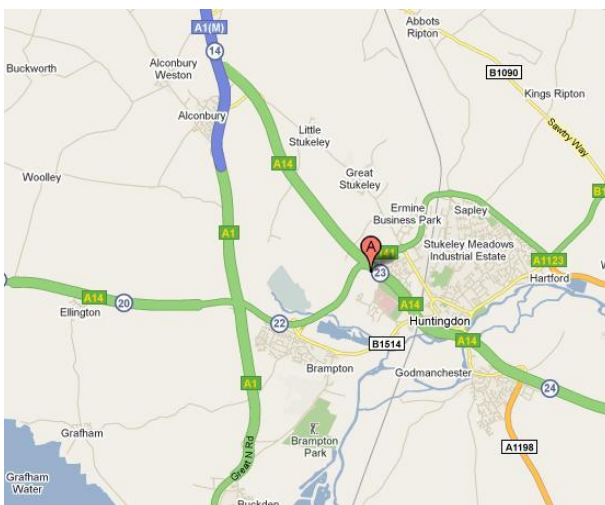 Abbots
Ripton
A1(M)
14
Buckworth
Alconbury
Weston
B1090
Kings Ripton
Alconbury
Little
Stukeley
Sawtry Way
A14
Great
Stukeley
Woolley
Ermine
Business Park
Sapley
A1
A
Stukeley Meadows
Industrial Estate
A1123
23
Hartford
A14
20
Ellington
A14
22
Huntingdon
B1514
A14
Brampton
Godmanchester
A1
24
Grafham
Great N Rd
Brampton
Park
A1198
Grafham
Water
Buckden